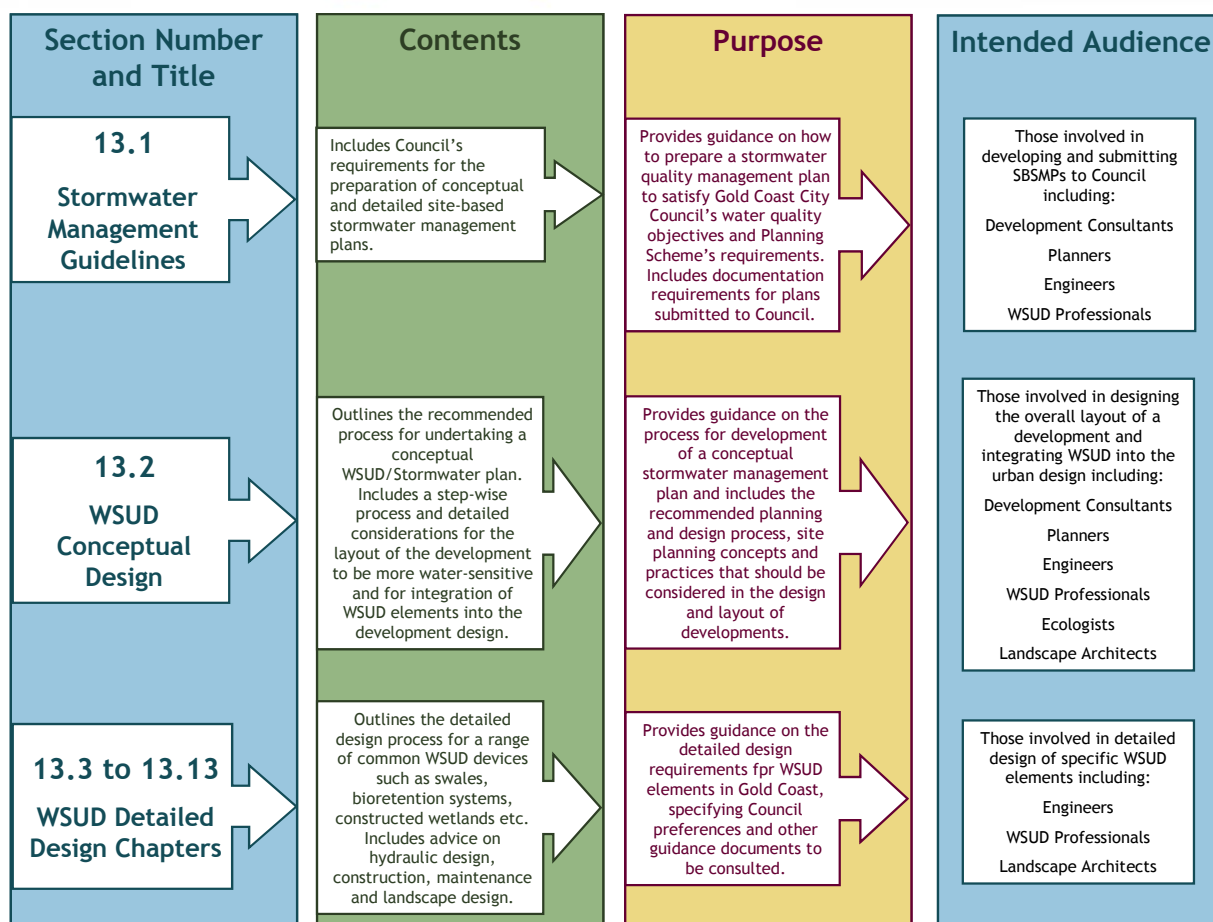 Section Number
and Title
Contents
Purpose
Intended Audience
13.1
Stormwater
Management
Guidelines
Includes Council's
requirements for the
preparation of conceptual
and detailed site-based
stormwater management
plans.
Provides guidance on how
to prepare a stormwater
quality management plan
to satisfy Gold Coast City
Council's water quality
objectives and Planning
Scheme's requirements.
Includes documentation
requirements for plans
submitted to Council.
Those involved in
developing and submitting
SBSMPs to Council
including:
Development Consultants
Planners
Engineers
WSUD Professionals
13.2
WSUD
Conceptual
Design
Outlines the recommended
process for undertaking a
conceptual
WSUD/Stormwater plan.
Includes a step-wise
process and detailed
considerations for the
layout of the development
to be more water-sensitive
and for integration of
WSUD elements into the
development design.
Provides guidance on the
process for development
of a conceptual
stormwater management
plan and includes the
recommended planning
and design process, site
planning concepts and
practices that should be
considered in the design
and layout of
developments.
Those involved in designing
the overall layout of a
development and
integrating WSUD into the
urban design including:
Development Consultants
Planners
Engineers
WSUD Professionals
Ecologists
Landscape Architects
13.3 to 13.13
WSUD Detailed
Design Chapters
Outlines the detailed
design process for a range
of common WSUD devices
such as swales,
bioretention systems,
constructed wetlands etc.
Includes advice on
hydraulic design,
construction, maintenance
and landscape design.
Provides guidance on the
detailed design
requirements fpr WSUD
elements in Gold Coast,
specifying Council
preferences and other
guidance documents to
be consulted.
Those involved in detailed
design of specific WSUD
elements including:
Engineers
WSUD Professionals
Landscape Architects